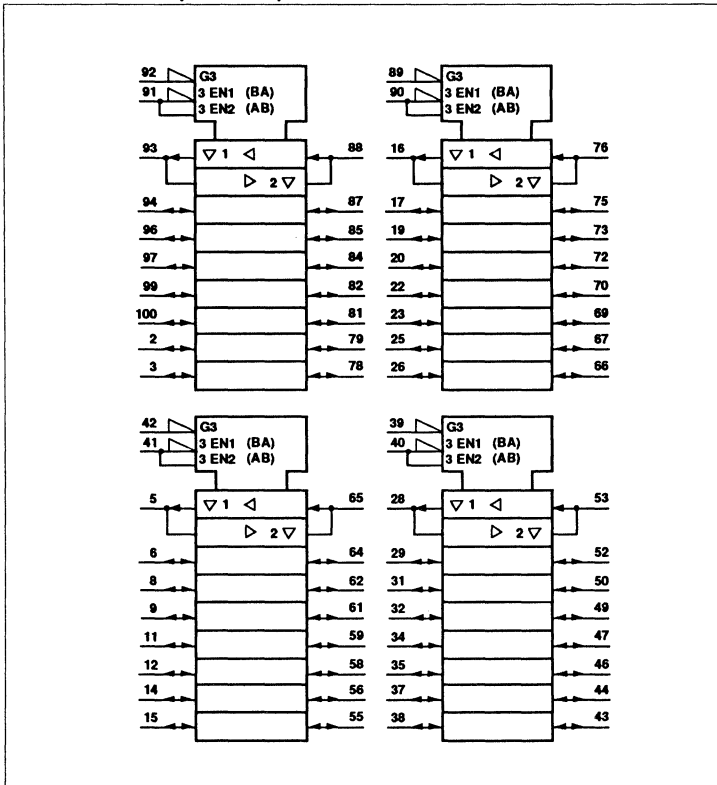 92 G3 89 G3
91 3 EN1 (BA) 90 3 EN1 (BA)
3 EN2 (AB) 3 EN2 (AB)
93 1 88 16 1 76
2 2
94 87 17 75
96 85 19 73
97 84 20 72
99 82 22 70
100 81 23 69
2 79 25 67
3 78 26 66
42 G3 39 G3
41 3 EN1 (BA) 40 3 EN1 (BA)
3 EN2 (AB) 3 EN2 (AB)
5 1 65 28 1 53
2 2
6 64 29 52
8 62 31 50
9 61 32 49
11 59 34 47
12 58 35 46
14 56 37 44
15 55 38 43